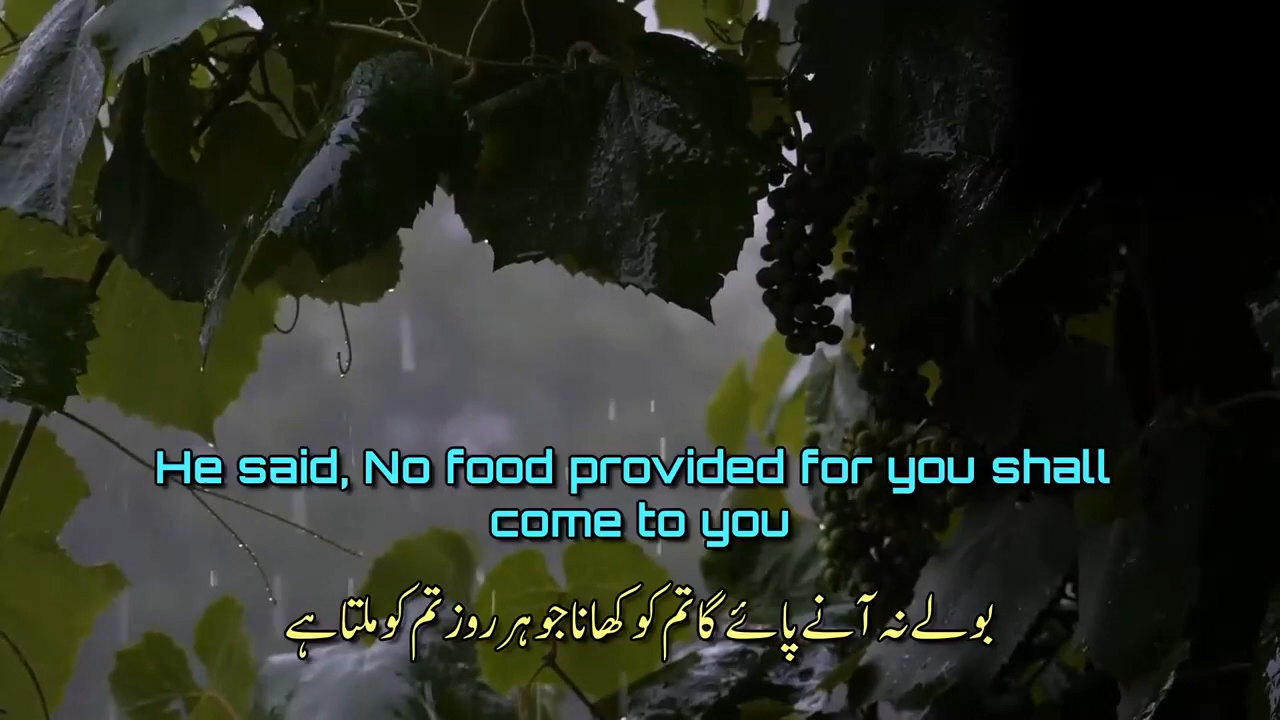 He said, No food provided for you shall
come to you
بولے نہ آنے پائے گا تم کو کھانا جو ہر روز تم کو ملتا ہے